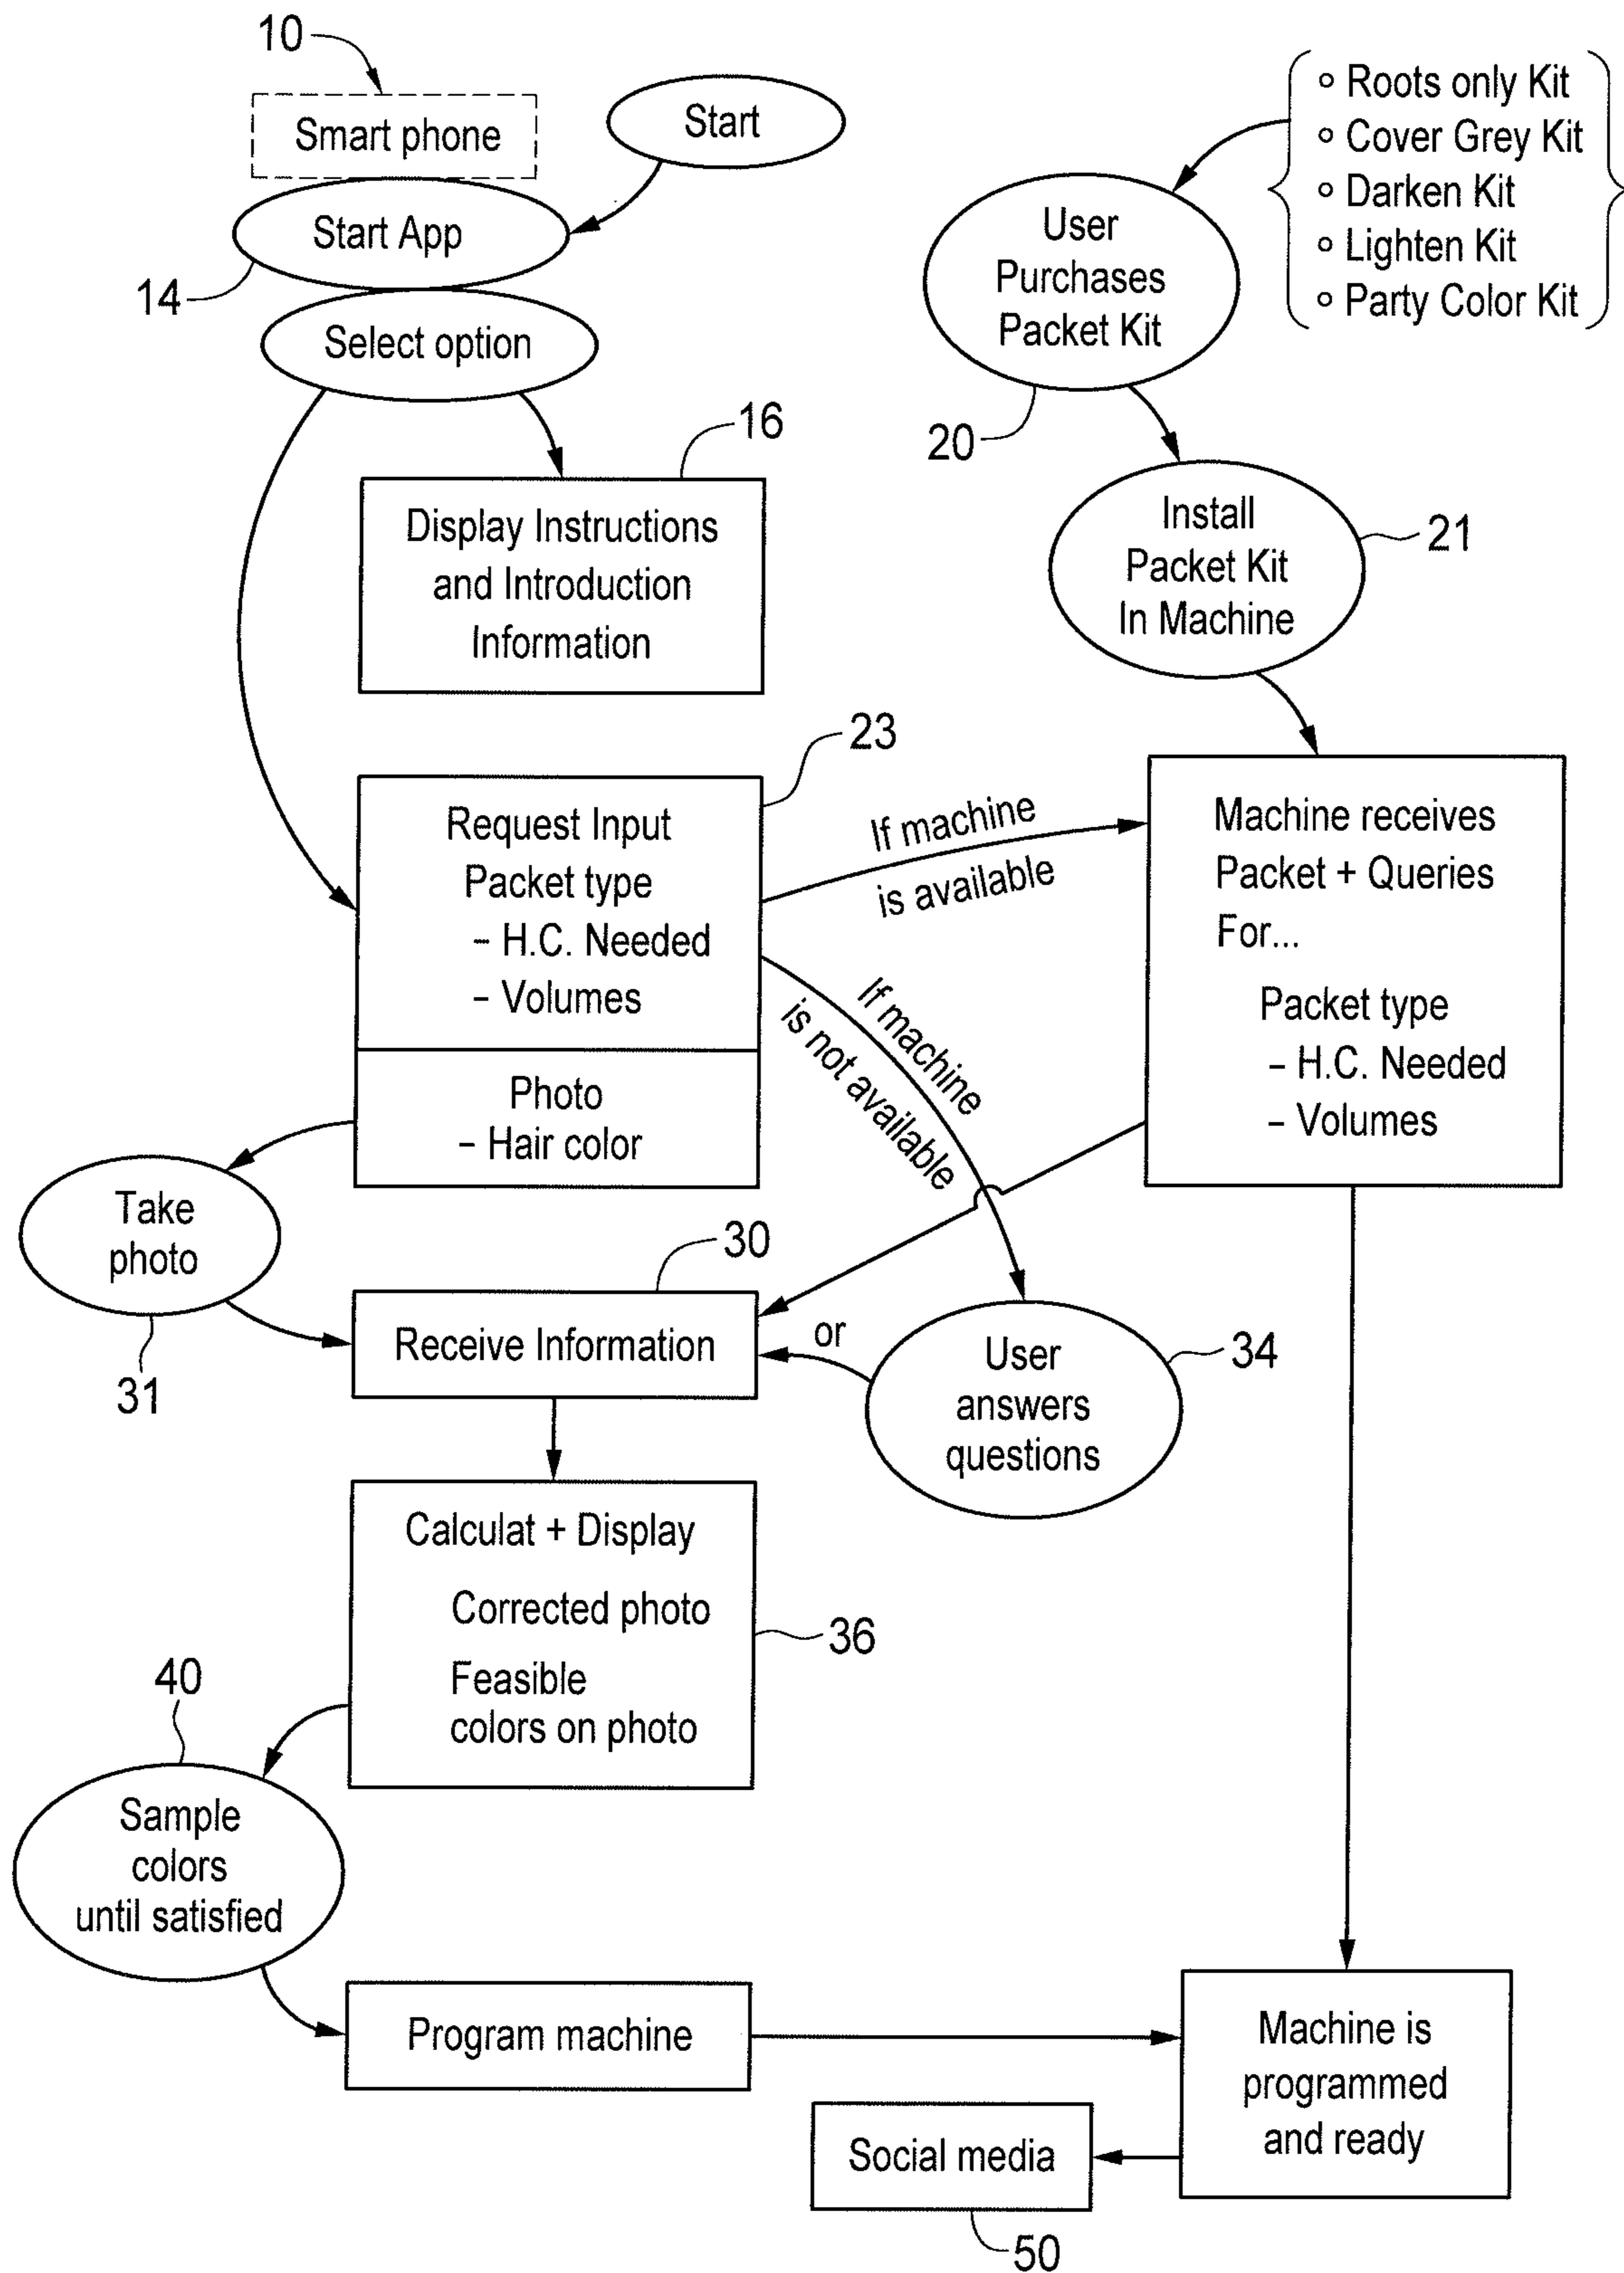 10
Smart phone
Start
Start App
14
Select option
16
Display Instructions
and Introduction
Information
○ Roots only Kit
○ Cover Grey Kit
○ Darken Kit
○ Lighten Kit
○ Party Color Kit
User
Purchases
Packet Kit
20
Install
Packet Kit
In Machine
21
23
Request Input
Packet type
– H.C. Needed
– Volumes
Photo
– Hair color
If machine
is available
If machine
is not available
Machine receives
Packet + Queries
For...
Packet type
– H.C. Needed
– Volumes
Take
photo
31
30
Receive Information
or
User
answers
questions
34
Calculat + Display
Corrected photo
Feasible
colors on photo
36
40
Sample
colors
until satisfied
Program machine
Machine is
programmed
and ready
Social media
50